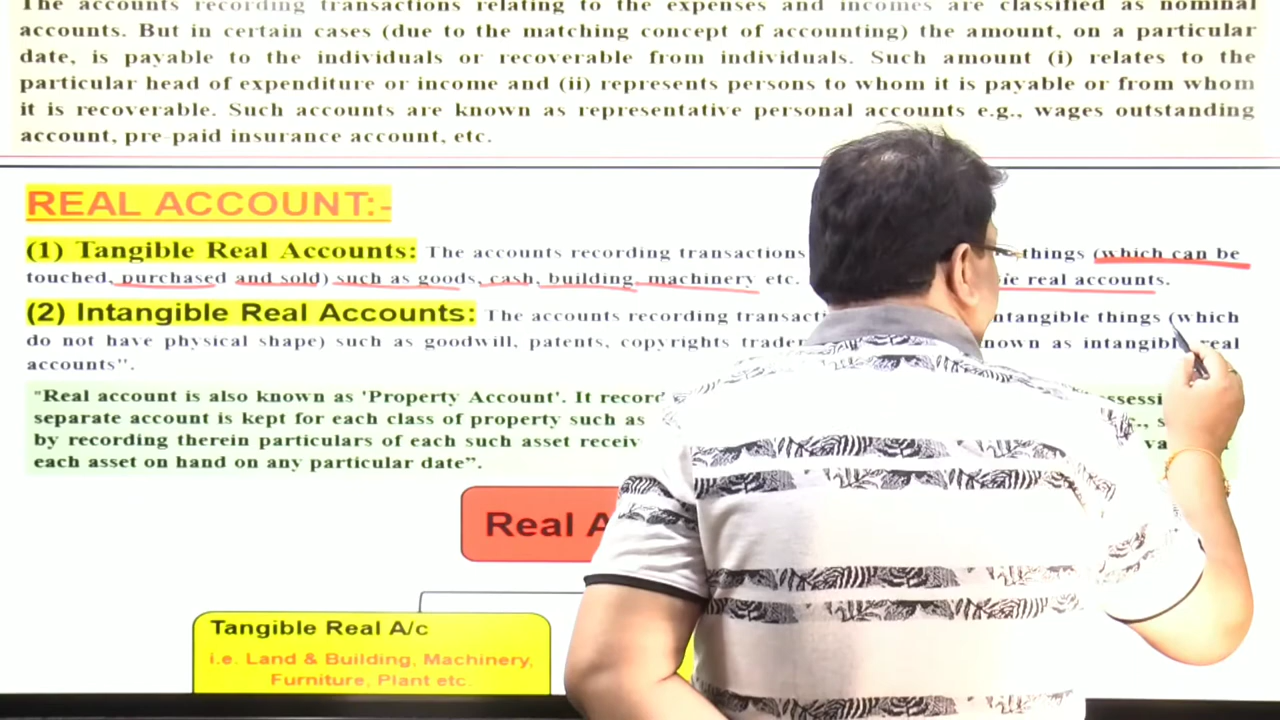 The accounts recording transactions relating to the expenses and incomes are classified as nominal
accounts. But in certain cases (due to the matching concept of accounting) the amount, on a particular
date, is payable to the individuals or recoverable from individuals. Such amount (i) relates to the
particular head of expenditure or income and (ii) represents persons to whom it is payable or from whom
it is recoverable. Such accounts are known as representative personal accounts e.g., wages outstanding
account, pre-paid insurance account, etc.
REAL ACCOUNT:-
(1) Tangible Real Accounts: The accounts recording transactions things (which can be
touched, purchased and sold) such as goods, cash, building machinery etc. real accounts.
(2) Intangible Real Accounts: The accounts recording things (which
do not have physical shape) such as goodwill, patents, copyrights as intangible real
accounts".
"Real account is also known as 'Property Account'. It
separate account is kept for each class of property such as
by recording therein particulars of each such asset
each asset on hand on any particular date”.
Real
Tangible Real A/c
i.e. Land & Building, Machinery,
Furniture, Plant etc.